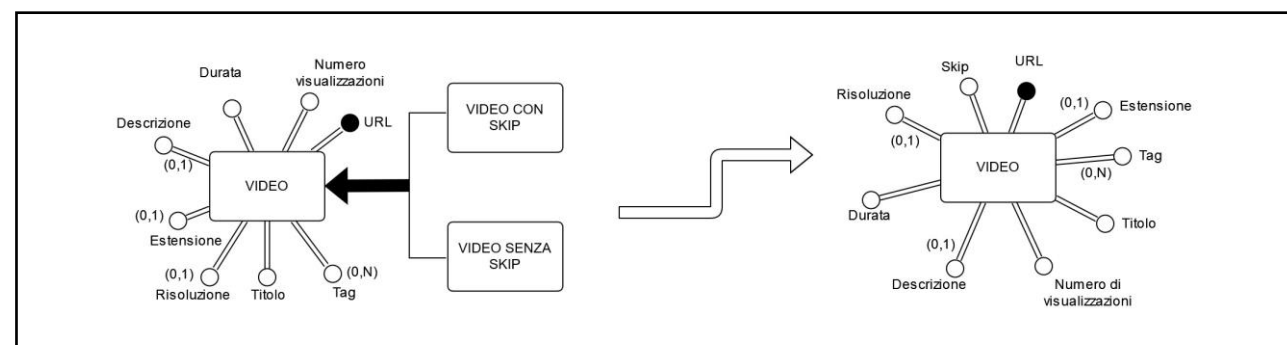 Durata
Numero
visualizzazioni
URL
Descrizione
(0,1)
VIDEO
(0,1)
Estensione
(0,1)
Risoluzione
Titolo
(0,N)
Tag
VIDEO CON
SKIP
VIDEO SENZA
SKIP
Skip
URL
Risoluzione
(0,1)
(0,1)
Estensione
VIDEO
Tag
(0,N)
Durata
Titolo
(0,1)
Descrizione
Numero di
visualizzazioni